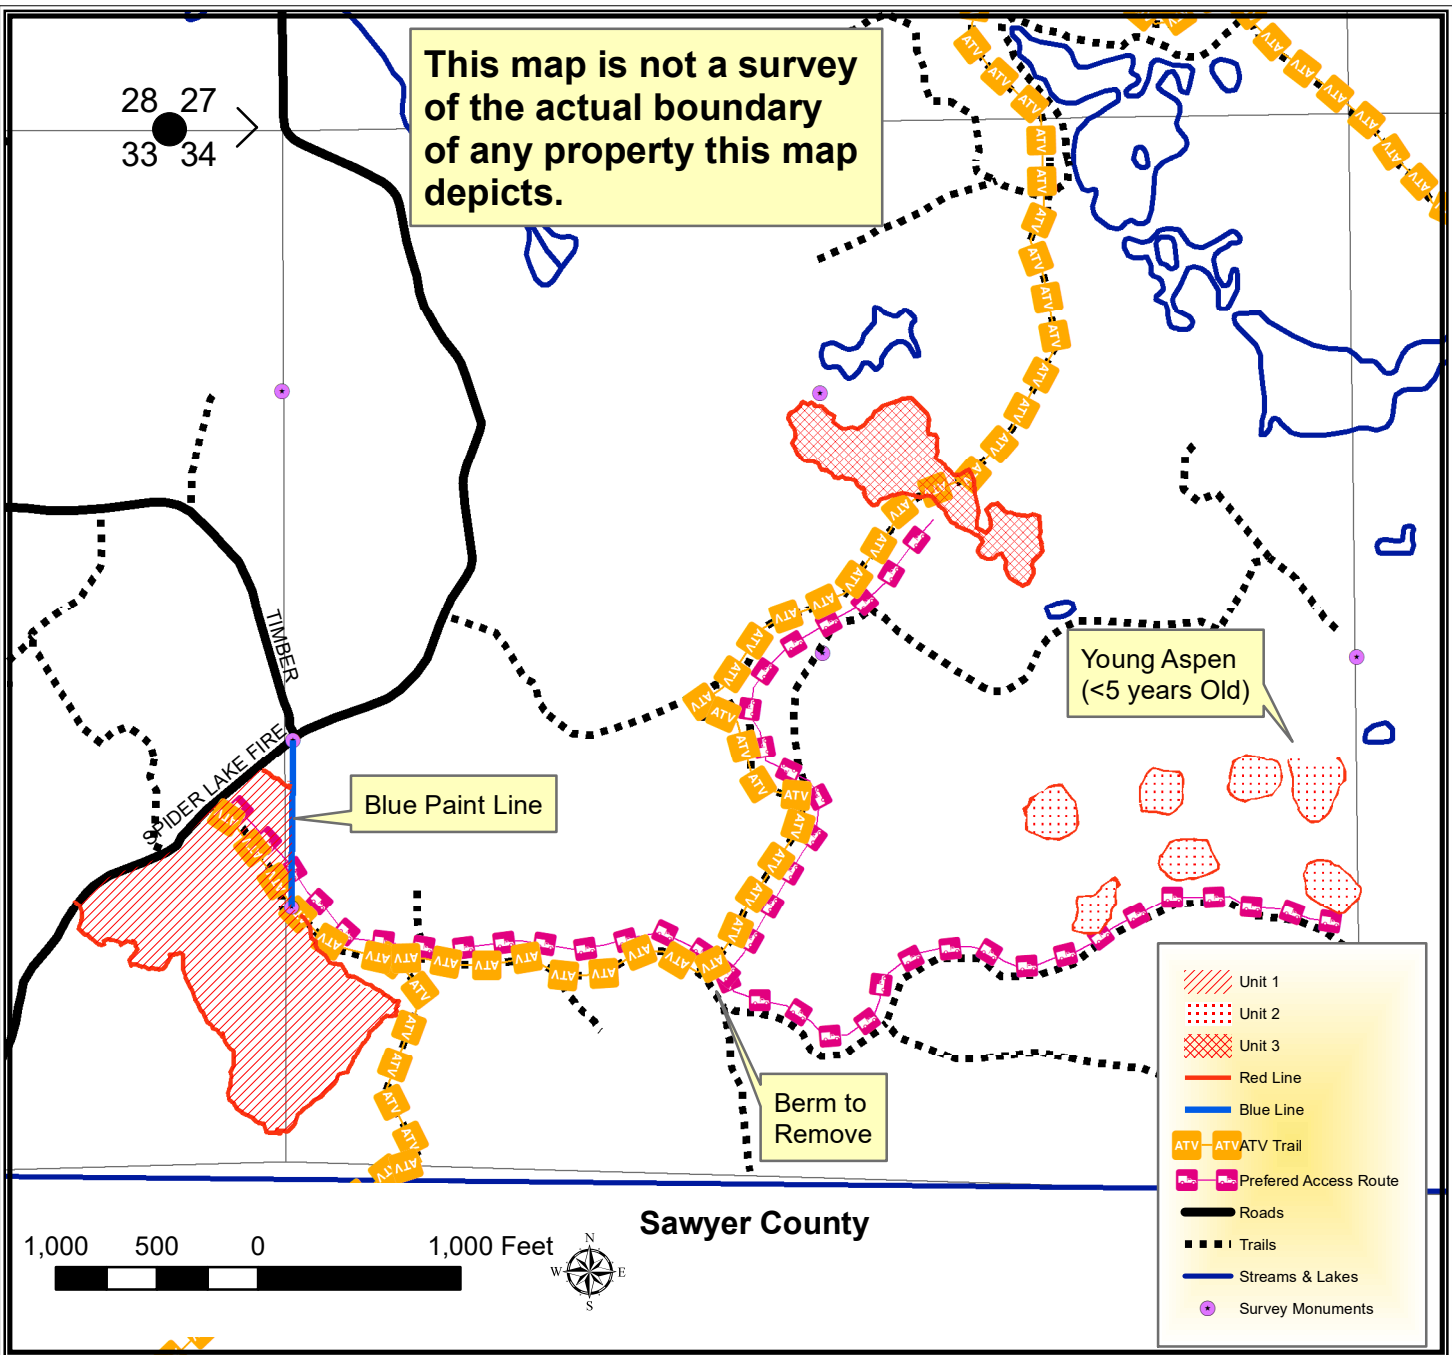 This map is not a survey
of the actual boundary
of any property this map
depicts.
28 27
33 34
TIMBER
SPIDER LAKE FIRE
Blue Paint Line
Young Aspen
(<5 years Old)
Berm to
Remove
Unit 1
Unit 2
Unit 3
Red Line
Blue Line
ATV ATV ATV Trail
Prefered Access Route
Roads
Trails
Streams & Lakes
Survey Monuments
Sawyer County
1,000 500 0 1,000 Feet
N
W E
S